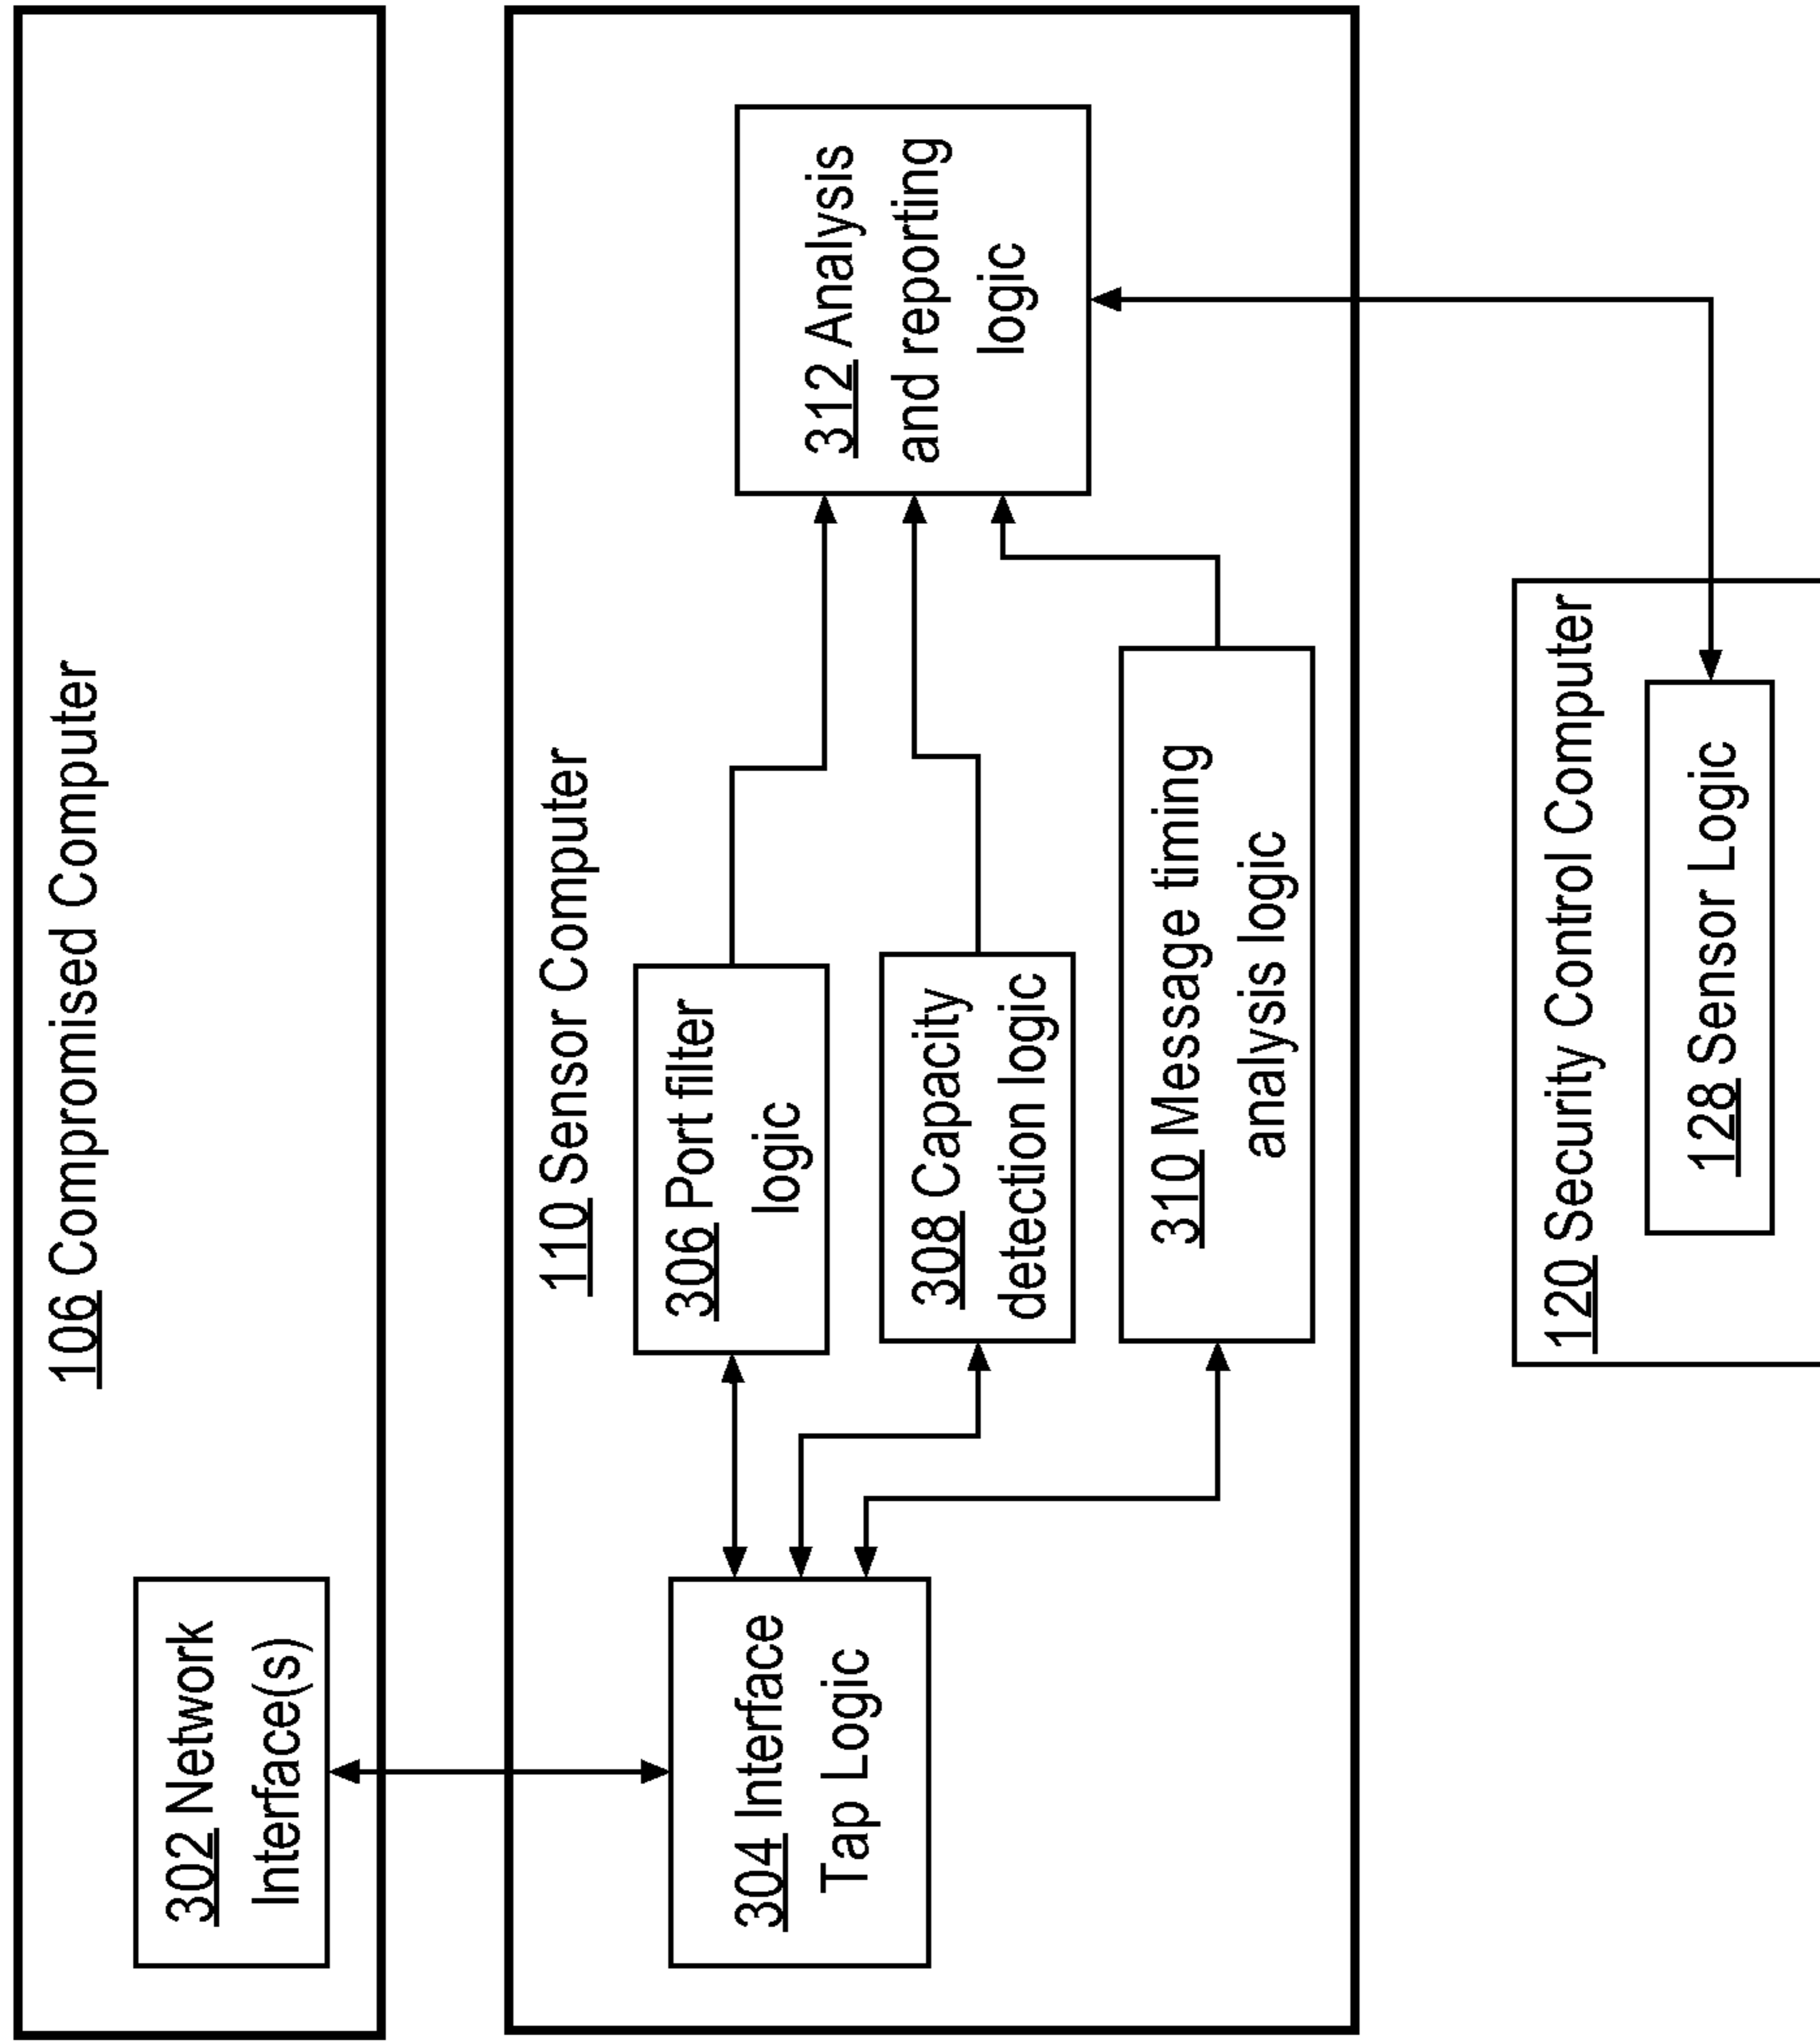 106 Compromised Computer
302 Network
Interface(s)
110 Sensor Computer
304 Interface
Tap Logic
306 Port filter
logic
308 Capacity
detection logic
310 Message timing
analysis logic
312 Analysis
and reporting
logic
120 Security Control Computer
128 Sensor Logic